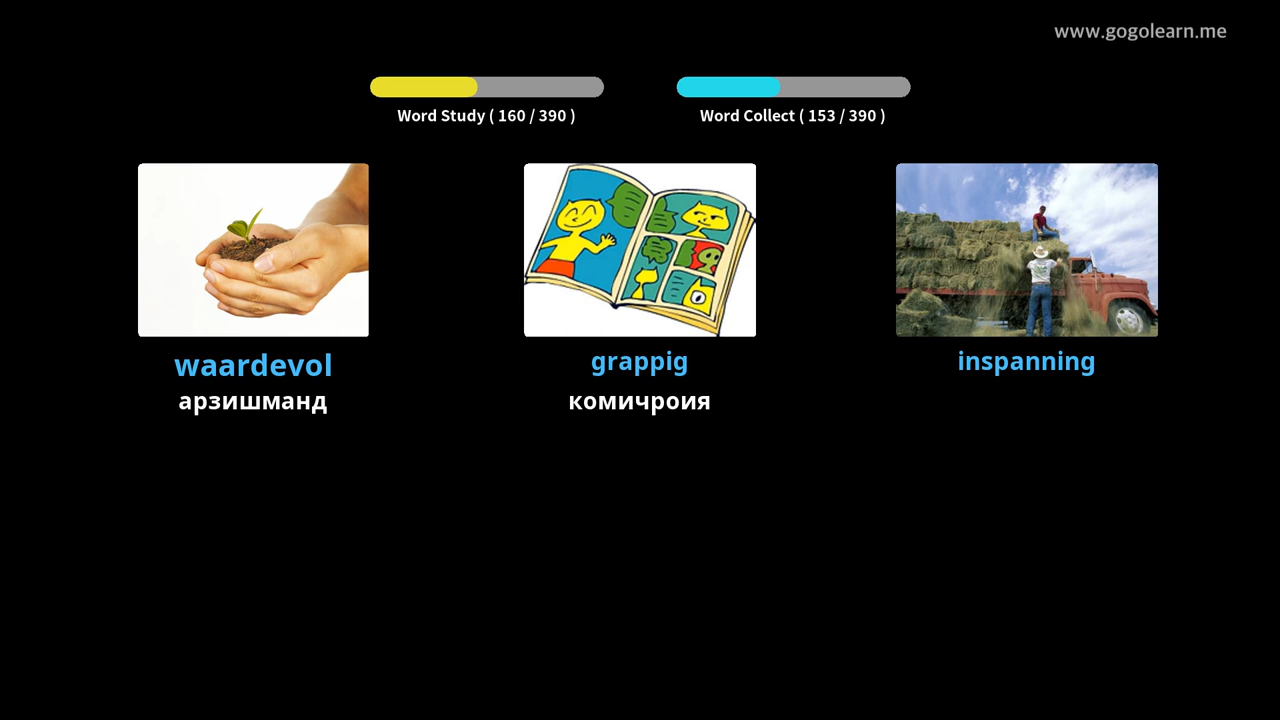 www.gogolearn.me
Word Study ( 160 / 390 )
Word Collect ( 153 / 390 )
waardevol
арзишманд
grappig
комичроия
inspanning